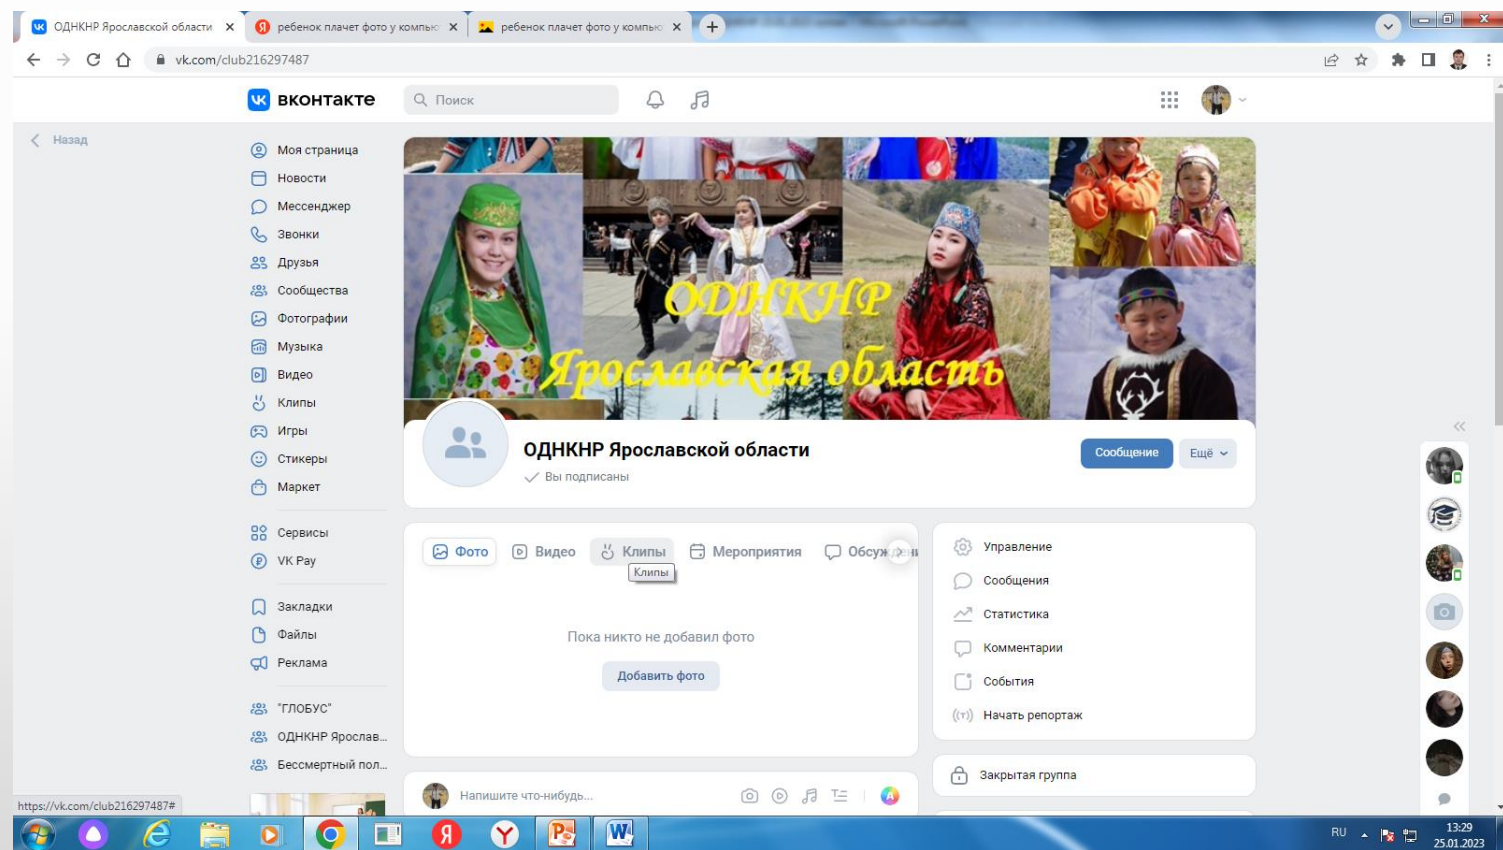 ОДНКНР Ярославской области
ребенок плачет фото у компью
ребенок плачет фото у компью
vk.com/club216297487
ВКОНТАКТЕ
Поиск
Назад
Моя страница
Новости
Мессенджер
Звонки
Друзья
Сообщества
Фотографии
Музыка
Видео
Клипы
Игры
Стикеры
Маркет
Сервисы
VK Pay
Закладки
Файлы
Реклама
"ГЛОБУС"
ОДНКНР Ярослав...
Бессмертный пол...
ОДНКНР
Ярославская область
ОДНКНР Ярославской области
Вы подписаны
Сообщение
Ещё
Фото Видео Клипы Мероприятия Обсуждени
Клипы
Пока никто не добавил фото
Добавить фото
Напишите что-нибудь...
Управление
Сообщения
Статистика
Комментарии
События
Начать репортаж
Закрытая группа
https://vk.com/club216297487#
RU
13:29
25.01.2023